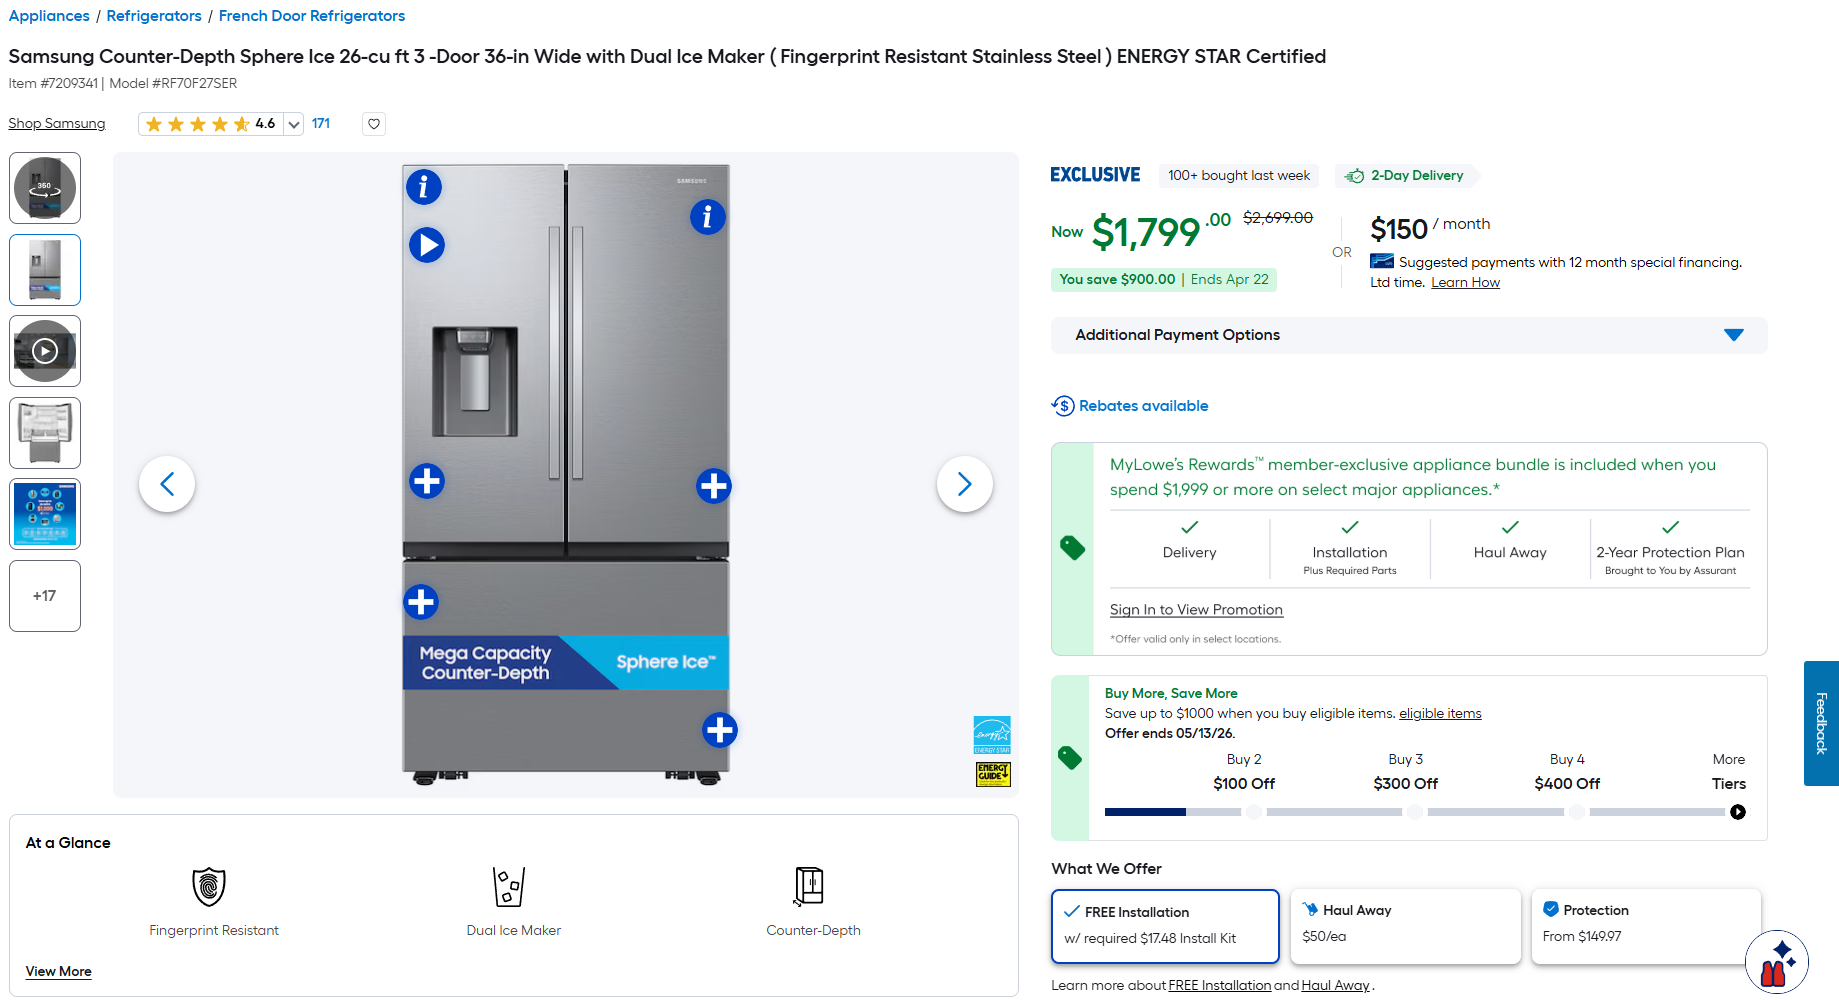 Appliances / Refrigerators / French Door Refrigerators
Samsung Counter-Depth Sphere Ice 26-cu ft 3 -Door 36-in Wide with Dual Ice Maker ( Fingerprint Resistant Stainless Steel ) ENERGY STAR Certified
Item #7209341 | Model #RF70F27SER
Shop Samsung
4.6
171
360
+17
SAMSUNG
Mega Capacity
Counter-Depth
Sphere Ice™
energy
ENERGY STAR
ENERGY
GUIDE
EXCLUSIVE
100+ bought last week
2-Day Delivery
Now $1,799.00 $2,699.00
You save $900.00 | Ends Apr 22
OR
$150 / month
Suggested payments with 12 month special financing.
Ltd time. Learn How
Additional Payment Options
Rebates available
MyLowe's Rewards™ member-exclusive appliance bundle is included when you
spend $1,999 or more on select major appliances.*
Delivery
Installation
Plus Required Parts
Haul Away
2-Year Protection Plan
Brought to You by Assurant
Sign In to View Promotion
*Offer valid only in select locations.
Buy More, Save More
Save up to $1000 when you buy eligible items. eligible items
Offer ends 05/13/26.
Buy 2
$100 Off
Buy 3
$300 Off
Buy 4
$400 Off
More
Tiers
Feedback
At a Glance
Fingerprint Resistant
Dual Ice Maker
Counter-Depth
View More
What We Offer
FREE Installation
w/ required $17.48 Install Kit
Haul Away
$50/ea
Protection
From $149.97
Learn more about FREE Installation and Haul Away .